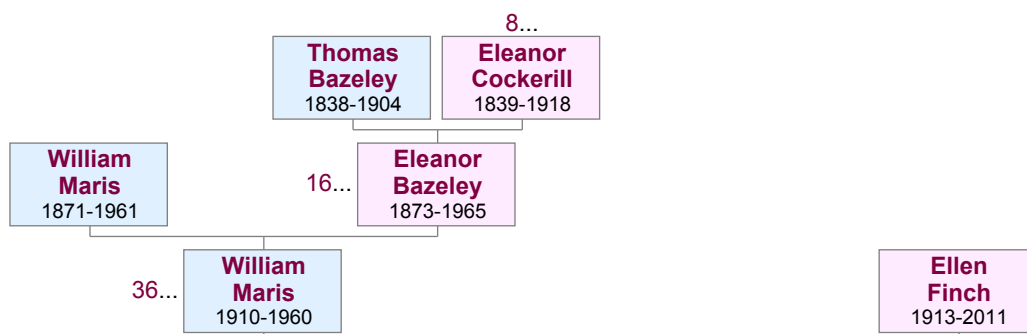 8...
Thomas
Bazeley
1838-1904
Eleanor
Cockerill
1839-1918
William
Maris
1871-1961
16...
Eleanor
Bazeley
1873-1965
36...
William
Maris
1910-1960
Ellen
Finch
1913-2011